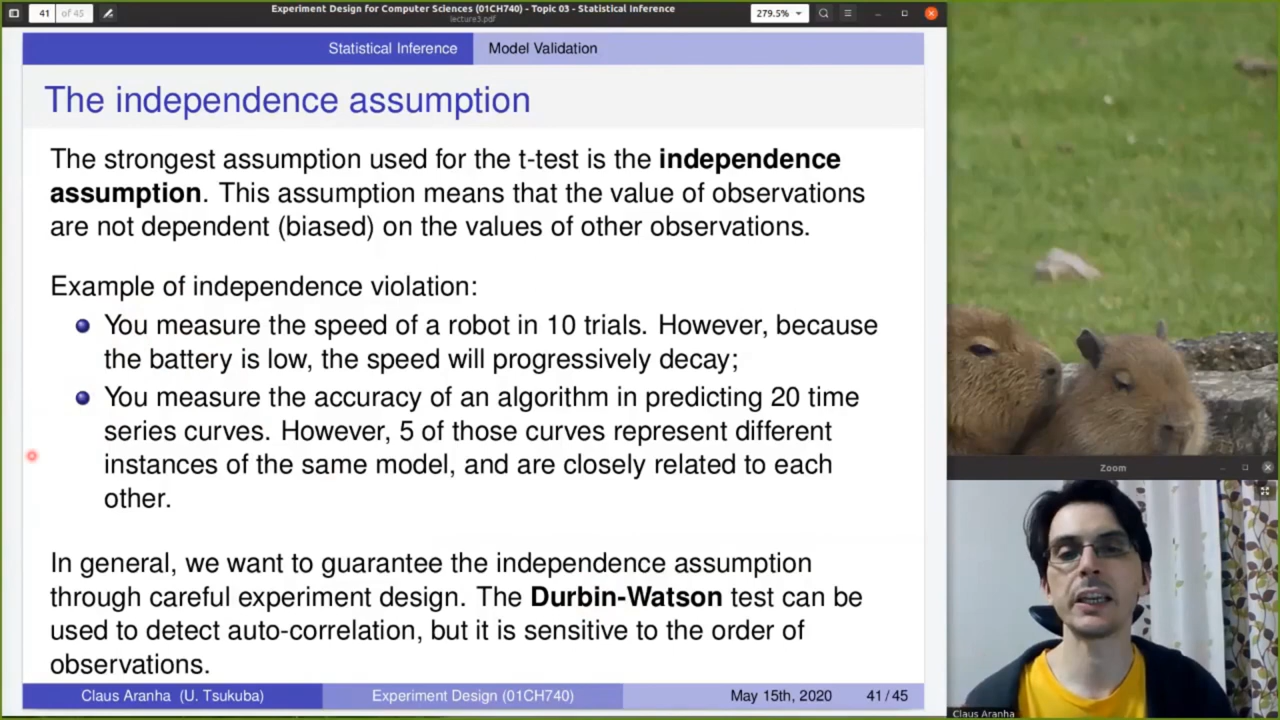 41 of 45
Experiment Design for Computer Sciences (01CH740) - Topic 03 - Statistical Inference
lecture3.pdf
279.5%
Statistical Inference Model Validation
The independence assumption
The strongest assumption used for the t-test is the independence
assumption. This assumption means that the value of observations
are not dependent (biased) on the values of other observations.
Example of independence violation:
You measure the speed of a robot in 10 trials. However, because
the battery is low, the speed will progressively decay;
You measure the accuracy of an algorithm in predicting 20 time
series curves. However, 5 of those curves represent different
instances of the same model, and are closely related to each
other.
In general, we want to guarantee the independence assumption
through careful experiment design. The Durbin-Watson test can be
used to detect auto-correlation, but it is sensitive to the order of
observations.
Claus Aranha (U. Tsukuba) Experiment Design (01CH740) May 15th, 2020 41 / 45
Zoom
Claus Aranha